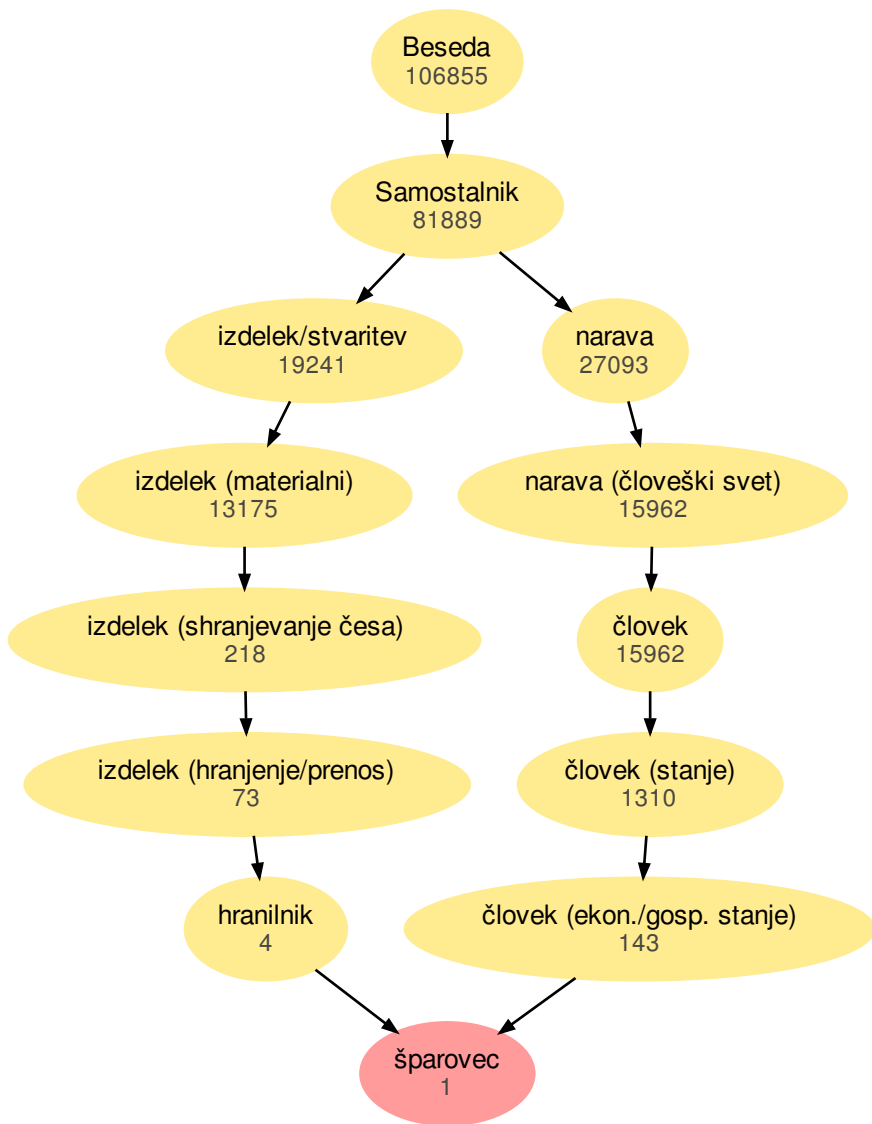 Beseda
106855
Samostalnik
81889
izdelek/stvaritev
19241
narava
27093
izdelek (materialni)
13175
narava (človeški svet)
15962
izdelek (shranjevanje česa)
218
človek
15962
izdelek (hranjenje/prenos)
73
človek (stanje)
1310
hranilnik
4
človek (ekon./gosp. stanje)
143
šparovec
1